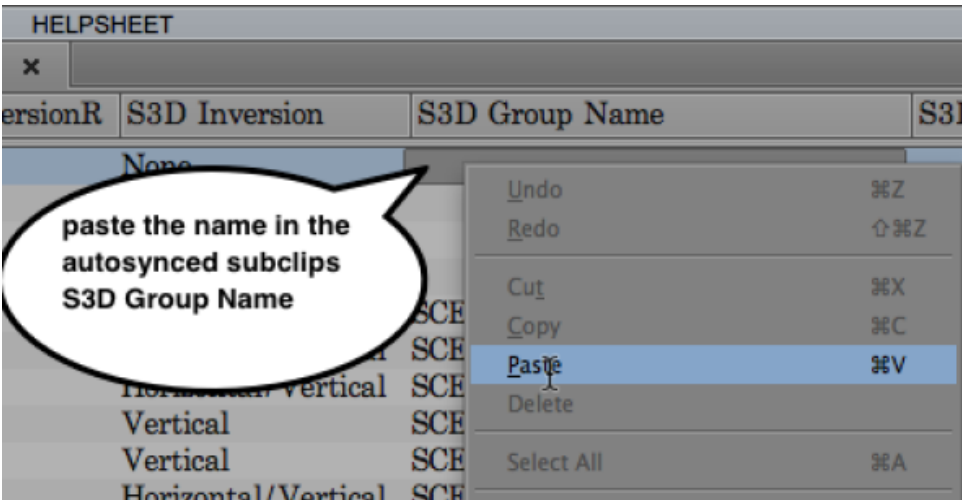 HELPSHEET
×
ersionR S3D Inversion S3D Group Name S3
None
Undo ⌘Z
paste the name in the
Redo ⇧⌘Z
autosynced subclips
S3D Group Name
Cut ⌘X
SCE
Copy ⌘C
SCE
Paste ⌘V
Horizontal/Vertical SCE
Delete
Vertical SCE
Vertical SCE
Select All ⌘A
Horizontal/Vertical SCE